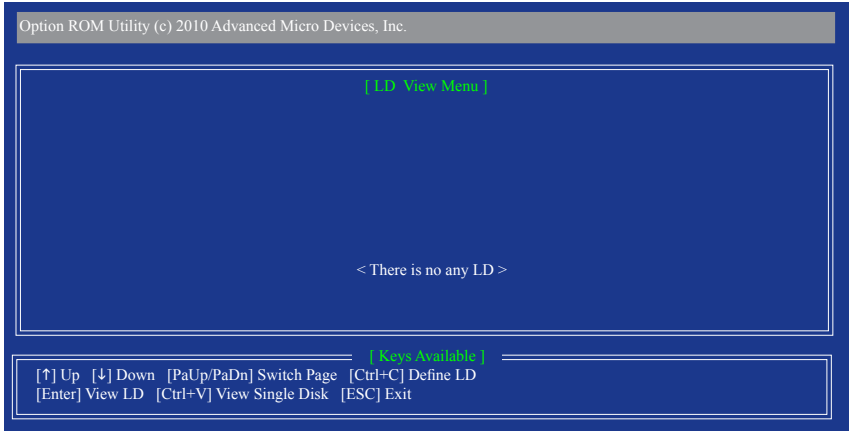 Option ROM Utility (c) 2010 Advanced Micro Devices, Inc.
[ LD View Menu ]
< There is no any LD >
[ Keys Available ]
[↑] Up [↓] Down [PaUp/PaDn] Switch Page [Ctrl+C] Define LD
[Enter] View LD [Ctrl+V] View Single Disk [ESC] Exit